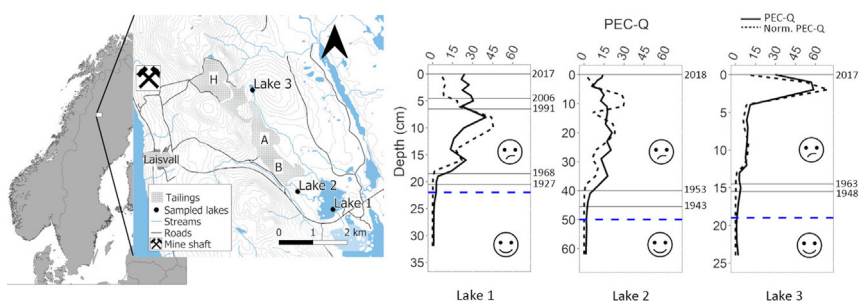 H
Lake 3
A
Laisvall
B
Lake 2
Lake 1
Tailings
Sampled lakes
Streams
Roads
Mine shaft
0 1 2 km
PEC-Q
PEC-Q
Norm. PEC-Q
0 15 30 45 60
0 15 30 45 60
0 15 30 45 60
Depth (cm)
0
5
10
15
20
25
30
35
2017
2006
1991
1968
1927
0
10
20
30
40
50
60
2018
1953
1943
0
5
10
15
20
25
2017
1963
1948
Lake 1
Lake 2
Lake 3